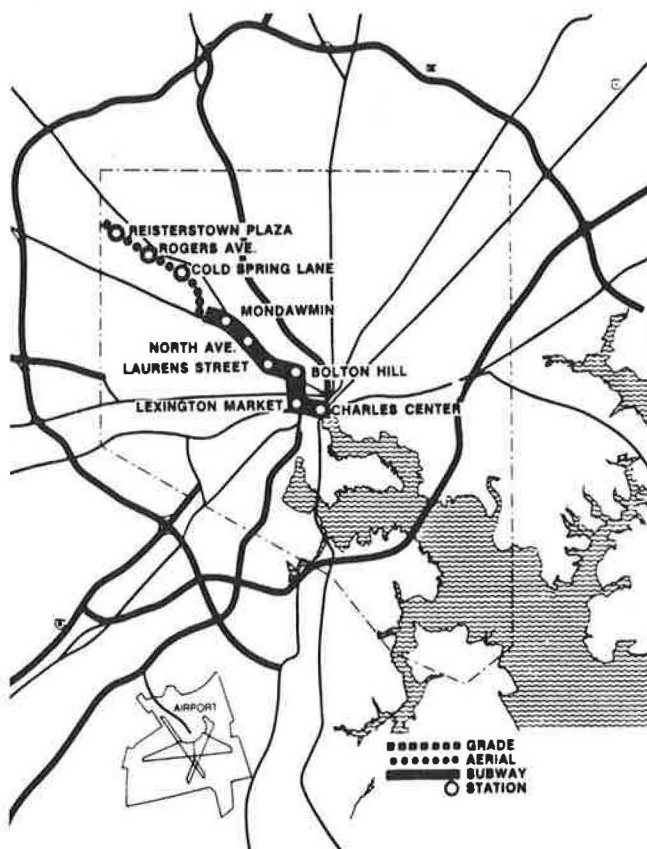 REISTERSTOWN PLAZA
ROGERS AVE.
COLD SPRING LANE
MONDAWMIN
NORTH AVE.
LAURENS STREET
BOLTON HILL
LEXINGTON MARKET
CHARLES CENTER
AIRPORT
GRADE
AERIAL
SUBWAY
STATION